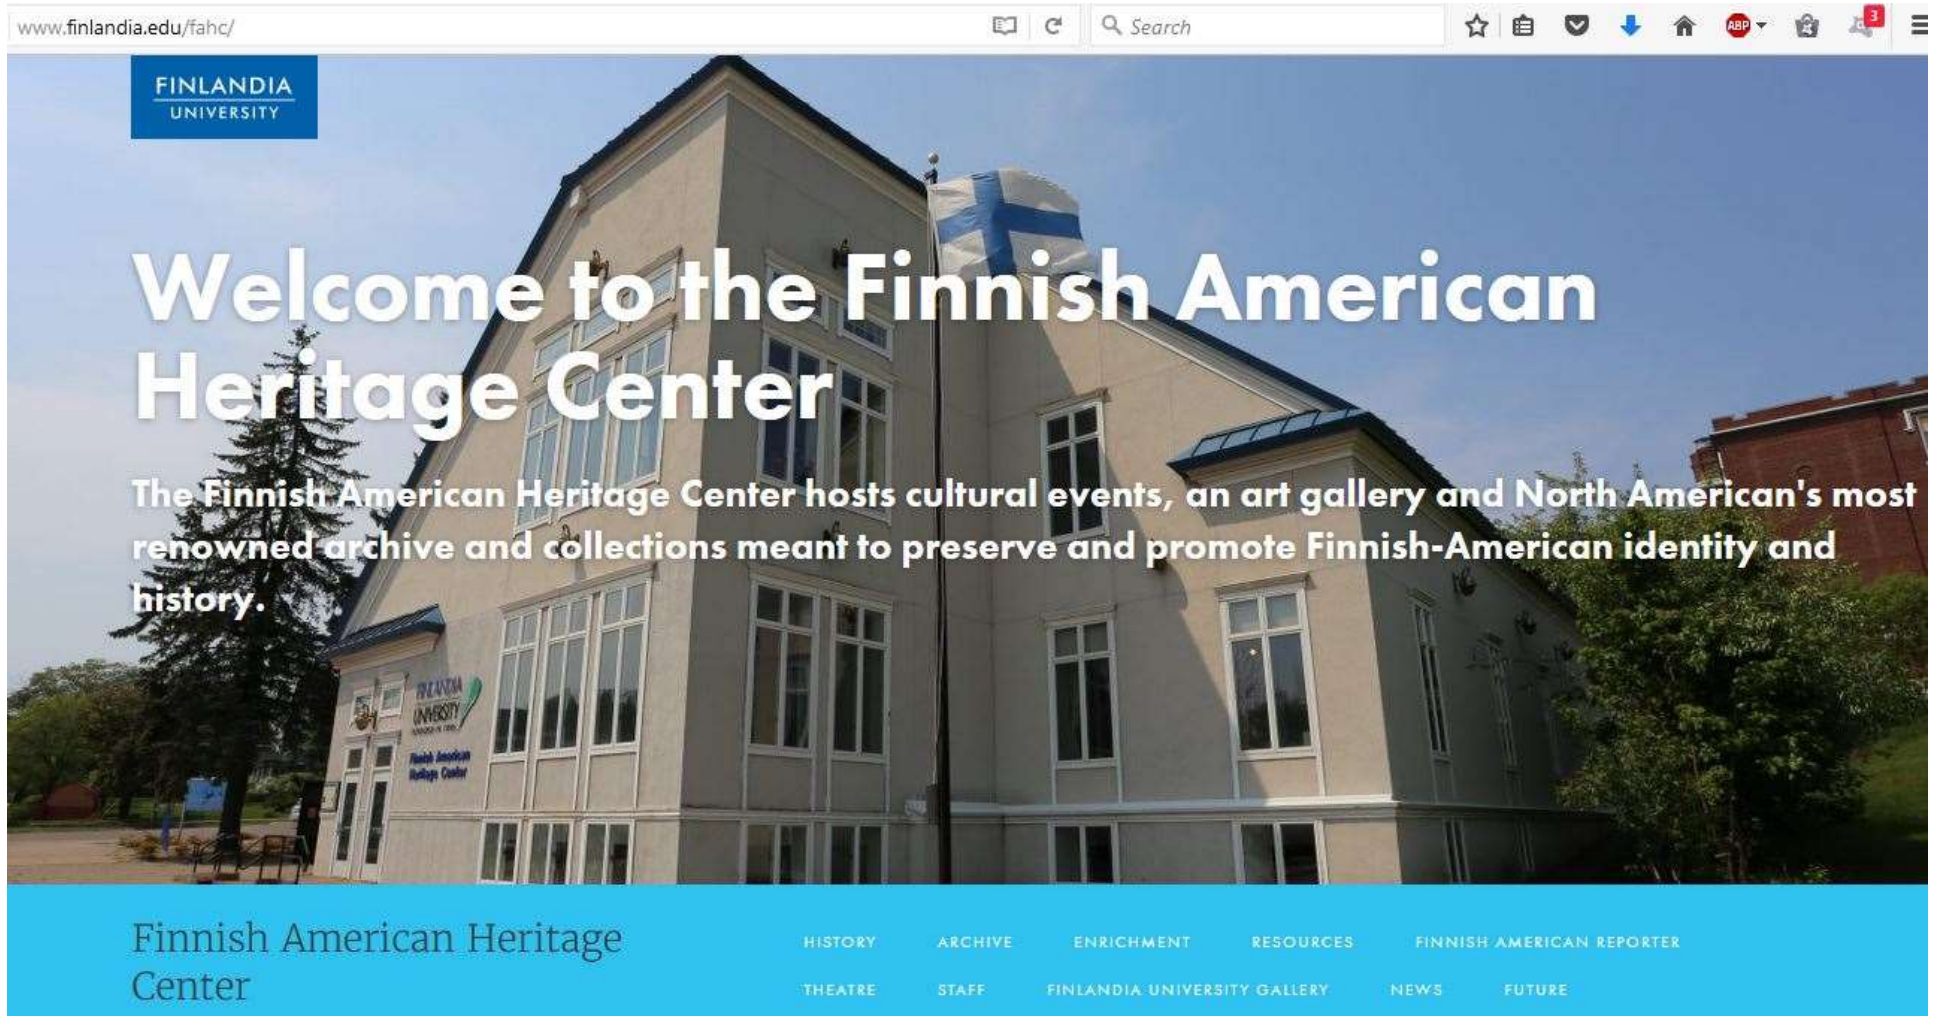 www.finlandia.edu/fahc/
Search
ABP
3
FINLANDIA
UNIVERSITY
Welcome to the Finnish American
Heritage Center
The Finnish American Heritage Center hosts cultural events, an art gallery and North American's most
renowned archive and collections meant to preserve and promote Finnish-American identity and
history.
FINLANDIA
UNIVERSITY
Finnish American
Heritage Center
Finnish American Heritage
Center
HISTORY ARCHIVE ENRICHMENT RESOURCES FINNISH AMERICAN REPORTER
THEATRE STAFF FINLANDIA UNIVERSITY GALLERY NEWS FUTURE